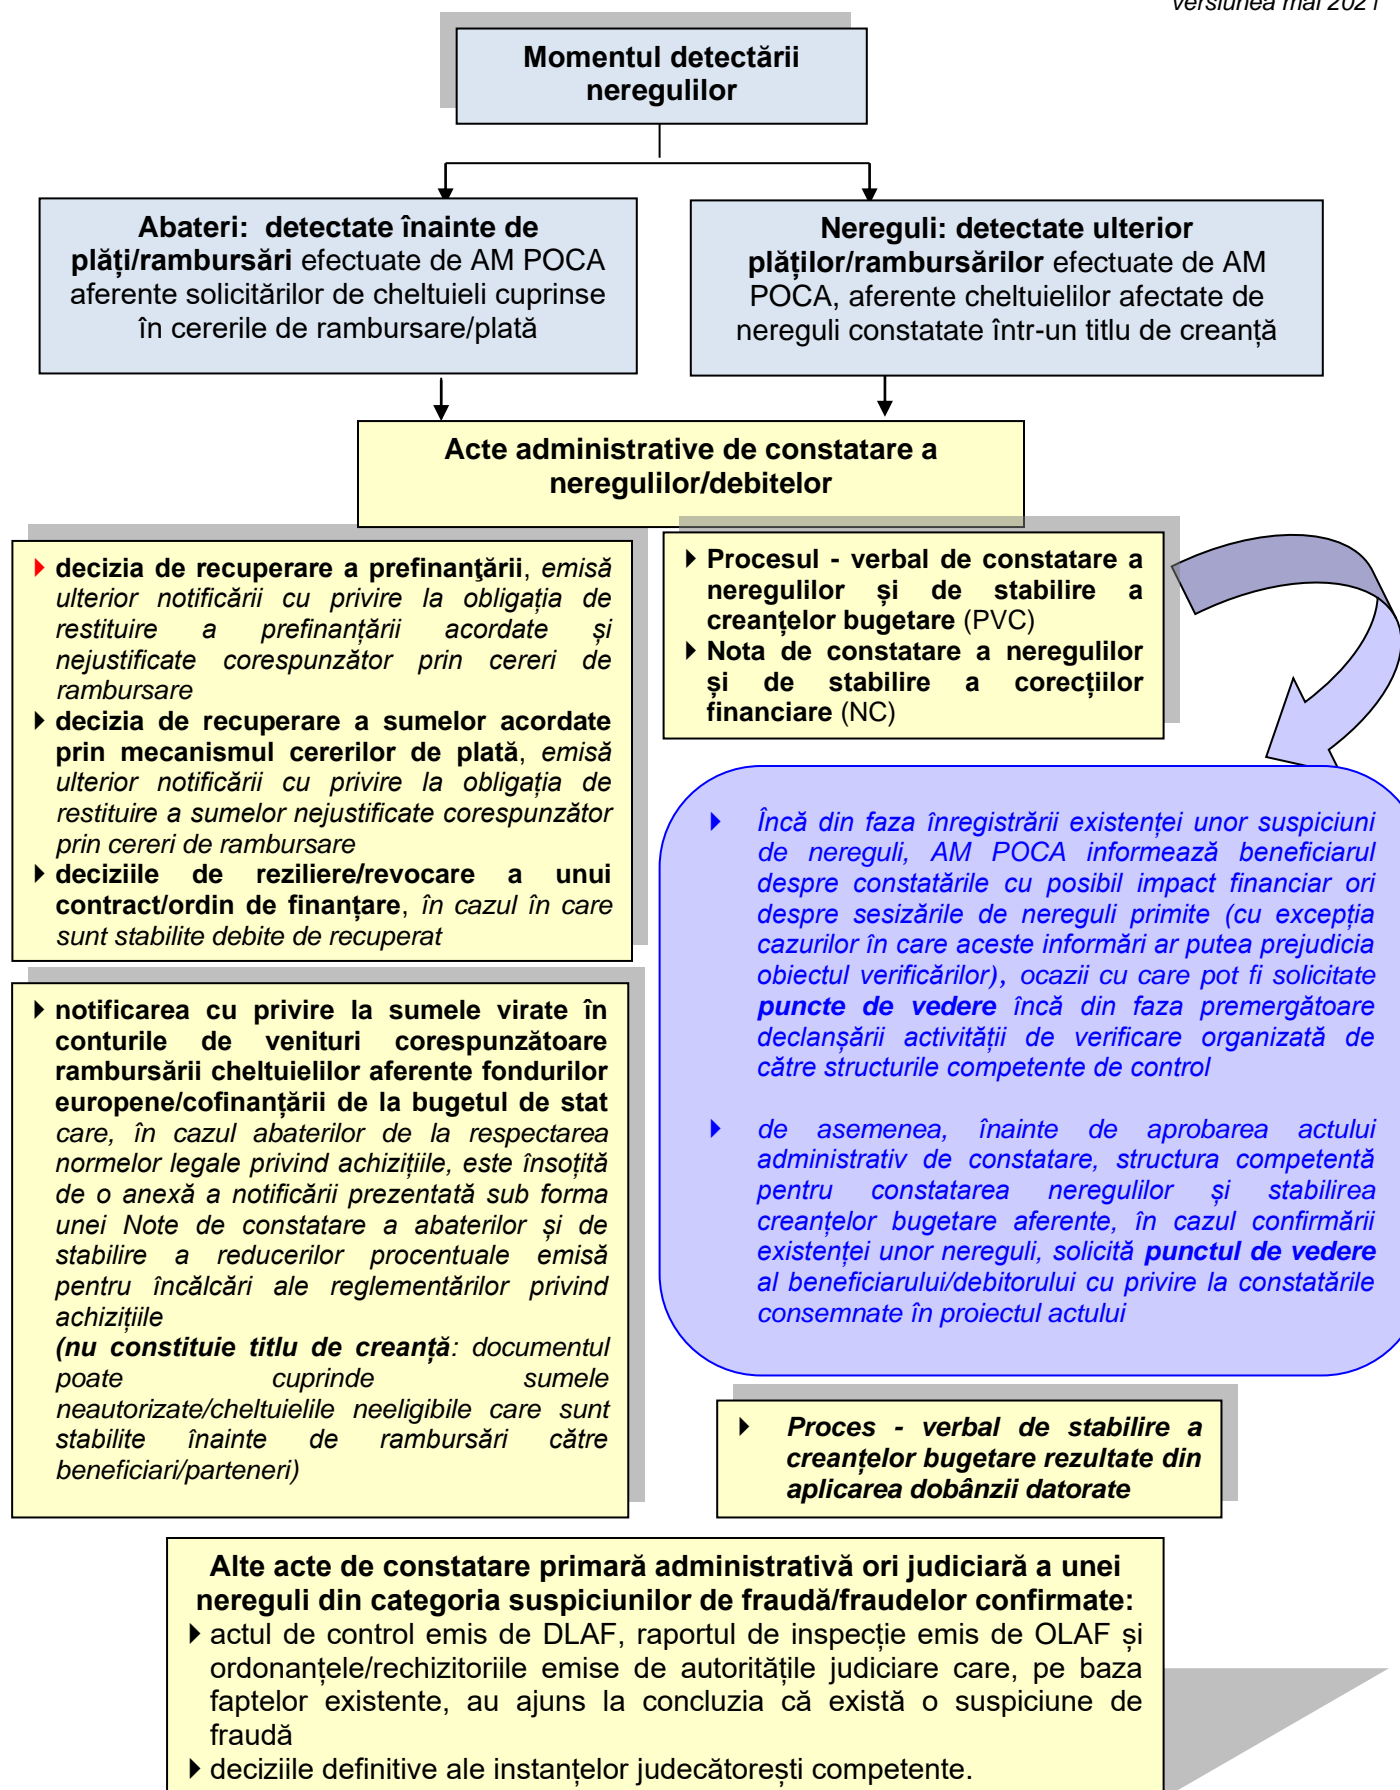 versiunea mai 2021
Momentul detectării
neregulilor
Abateri: detectate înainte de
plăți/rambursări efectuate de AM POCA
aferente solicitărilor de cheltuieli cuprinse
în cererile de rambursare/plată
Nereguli: detectate ulterior
plăților/rambursărilor efectuate de AM
POCA, aferente cheltuielilor afectate de
nereguli constatate într-un titlu de creanță
Acte administrative de constatare a
neregulilor/debitelor
decizia de recuperare a prefinanţării, emisă
ulterior notificării cu privire la obligația de
restituire a prefinanțării acordate și
nejustificate corespunzător prin cereri de
rambursare
decizia de recuperare a sumelor acordate
prin mecanismul cererilor de plată, emisă
ulterior notificării cu privire la obligația de
restituire a sumelor nejustificate corespunzător
prin cereri de rambursare
deciziile de reziliere/revocare a unui
contract/ordin de finanțare, în cazul în care
sunt stabilite debite de recuperat
notificarea cu privire la sumele virate în
conturile de venituri corespunzătoare
rambursării cheltuielilor aferente fondurilor
europene/cofinanțării de la bugetul de stat
care, în cazul abaterilor de la respectarea
normelor legale privind achizițiile, este însoțită
de o anexă a notificării prezentată sub forma
unei Note de constatare a abaterilor și de
stabilire a reducerilor procentuale emisă
pentru încălcări ale reglementărilor privind
achizițiile
(nu constituie titlu de creanță: documentul
poate cuprinde sumele
neautorizate/cheltuielile neeligibile care sunt
stabilite înainte de rambursări către
beneficiari/parteneri)
Procesul - verbal de constatare a
neregulilor și de stabilire a
creanțelor bugetare (PVC)
Nota de constatare a neregulilor
și de stabilire a corecțiilor
financiare (NC)
Încă din faza înregistrării existenței unor suspiciuni
de nereguli, AM POCA informează beneficiarul
despre constatările cu posibil impact financiar ori
despre sesizările de nereguli primite (cu excepția
cazurilor în care aceste informări ar putea prejudicia
obiectul verificărilor), ocazii cu care pot fi solicitate
puncte de vedere încă din faza premergătoare
declanșării activității de verificare organizată de
către structurile competente de control
de asemenea, înainte de aprobarea actului
administrativ de constatare, structura competentă
pentru constatarea neregulilor și stabilirea
creanțelor bugetare aferente, în cazul confirmării
existenței unor nereguli, solicită punctul de vedere
al beneficiarului/debitorului cu privire la constatările
consemnate în proiectul actului
Proces - verbal de stabilire a
creanțelor bugetare rezultate din
aplicarea dobânzii datorate
Alte acte de constatare primară administrativă ori judiciară a unei
nereguli din categoria suspiciunilor de fraudă/fraudelor confirmate:
actul de control emis de DLAF, raportul de inspecție emis de OLAF și
ordonanțele/rechizitoriile emise de autoritățile judiciare care, pe baza
faptelor existente, au ajuns la concluzia că există o suspiciune de
fraudă
deciziile definitive ale instanțelor judecătorești competente.